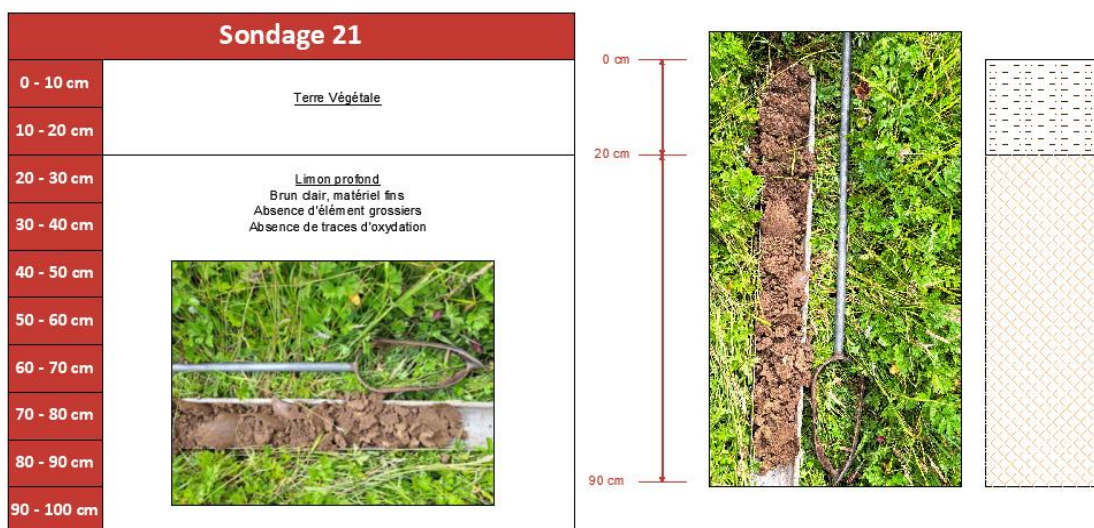 Sondage 21
0 - 10 cm
Terre Végétale
10 - 20 cm
20 - 30 cm
Limon profond
Brun clair, matériel fins
30 - 40 cm
Absence d'élément grossiers
Absence de traces d'oxydation
40 - 50 cm
50 - 60 cm
60 - 70 cm
70 - 80 cm
80 - 90 cm
90 - 100 cm
0 cm
20 cm
90 cm